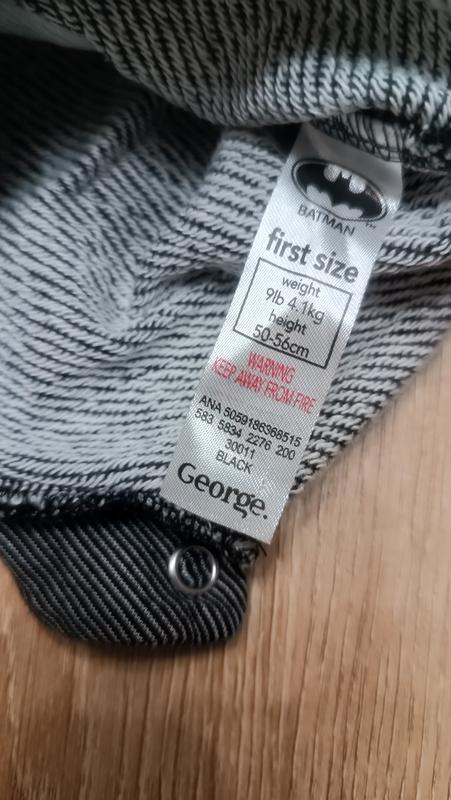 BATMAN™
first size
weight
9lb 4.1kg
height
50-56cm
WARNING
KEEP AWAY FROM FIRE
ANA 5059186368515
583 5834 2276 200
30011
BLACK
George.